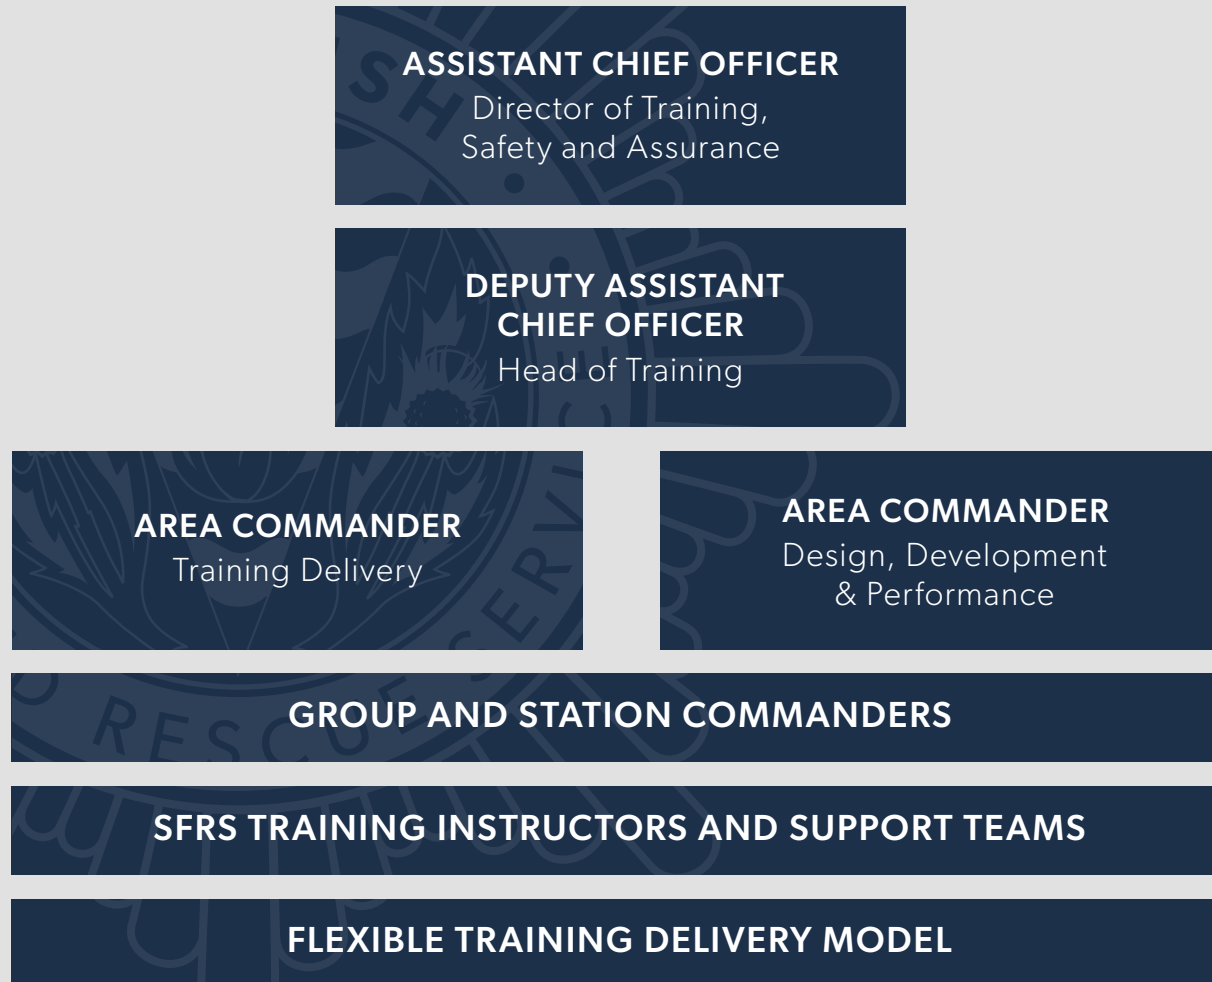 ASSISTANT CHIEF OFFICER
Director of Training,
Safety and Assurance
DEPUTY ASSISTANT
CHIEF OFFICER
Head of Training
AREA COMMANDER
Training Delivery
AREA COMMANDER
Design, Development
& Performance
GROUP AND STATION COMMANDERS
RESCUE SERVICE
SFRS TRAINING INSTRUCTORS AND SUPPORT TEAMS
FLEXIBLE TRAINING DELIVERY MODEL